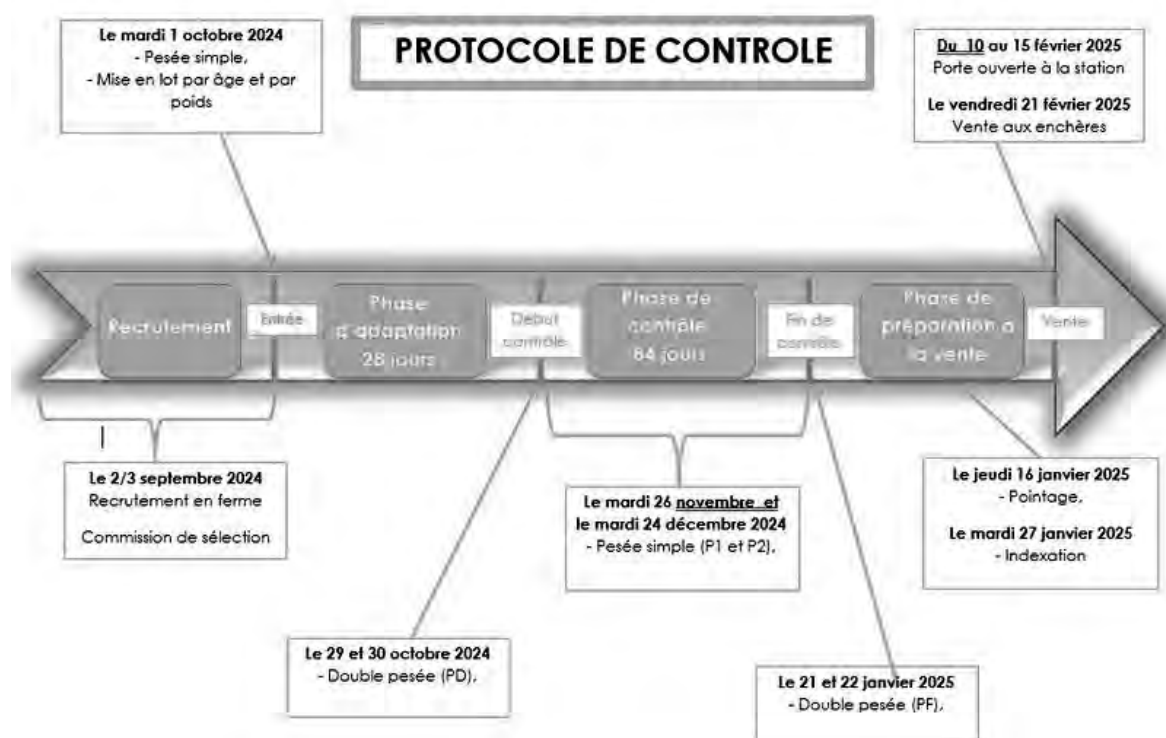 Le mardi 1 octobre 2024
- Pesée simple,
- Mise en lot par âge et par
poids
PROTOCOLE DE CONTROLE
Du 10 au 15 février 2025
Porte ouverte à la station
Le vendredi 21 février 2025
Vente aux enchères
Recrutement
Entrée
Phase
d'adaptation
28 jours
Début
contrôle
Phase de
contrôle
84 jours
Fin de
contrôle
Phase de
préparation a
la vente
Vente
Le 2/3 septembre 2024
Recrutement en ferme
Commission de sélection
Le mardi 26 novembre et
le mardi 24 décembre 2024
- Pesée simple (P1 et P2),
Le jeudi 16 janvier 2025
- Pointage,
Le mardi 27 janvier 2025
- Indexation
Le 29 et 30 octobre 2024
- Double pesée (PD),
Le 21 et 22 janvier 2025
- Double pesée (PF),